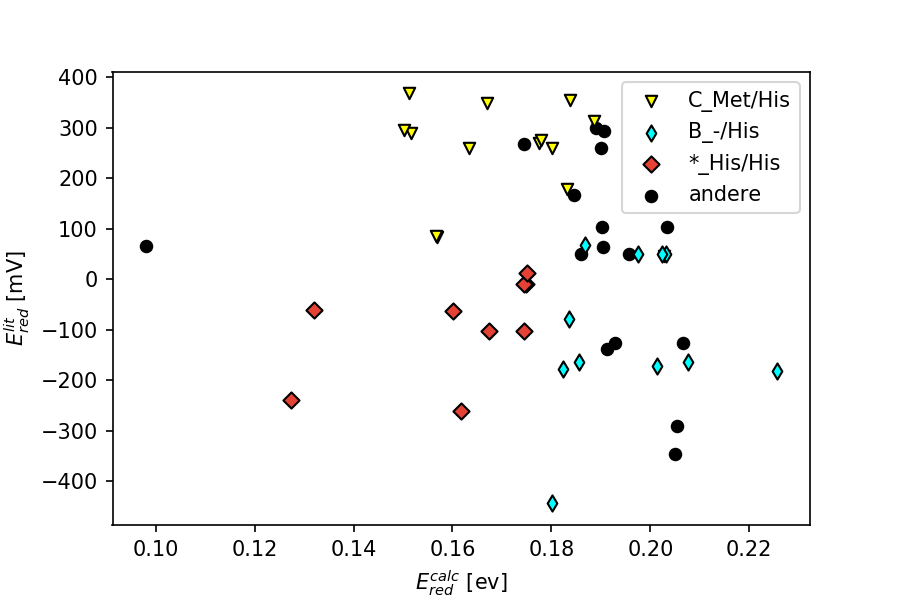 400
300
200
100
0
−100
−200
−300
−400
0.10 0.12 0.14 0.16 0.18 0.20 0.22
E_{red}^{lit} [mV]
E_{red}^{calc} [ev]
C_Met/His
B_-/His
*_His/His
andere